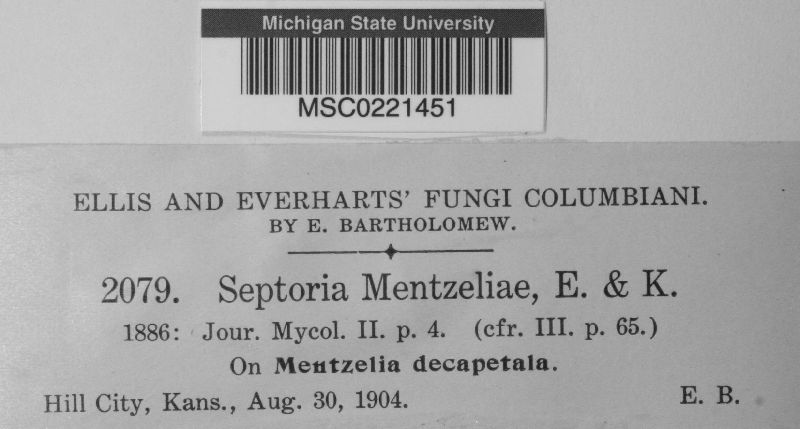 Michigan State University
MSC0221451
ELLIS AND EVERHARTS' FUNGI COLUMBIANI.
BY E. BARTHOLOMEW.
2079. Septoria Mentzeliae, E. & K.
1886: Jour. Mycol. II. p. 4. (cfr. III. p. 65.)
On Mentzelia decapetala.
Hill City, Kans., Aug. 30, 1904. E. B.